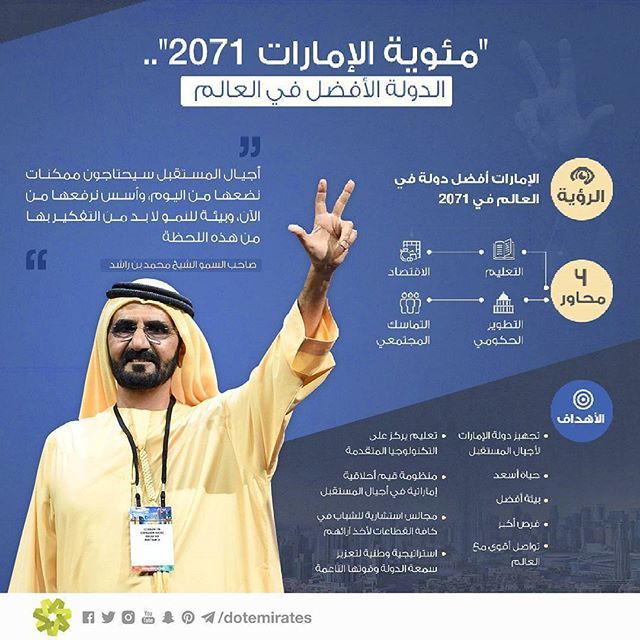 "مئوية الإمارات 2071"..
الدولة الأفضل في العالم
الرؤية
الإمارات أفضل دولة في
العالم في 2071
أجيال المستقبل سيحتاجون ممكنات
نضعها من اليوم، وأسس نرفعها من
الآن، وبيئة للنمو لا بد من التفكير بها
من هذه اللحظة
صاحب السمو الشيخ محمد بن راشد
4
محاور
التعليم
الاقتصاد
التطوير
الحكومي
التماسك
المجتمعي
الأهداف
• تجهيز دولة الإمارات
لأجيال المستقبل
• حياة أسعد
• بيئة أفضل
• فرص أكبر
• تواصل أقوى مع
العالم
• تعليم يركز على
التكنولوجيا المتقدمة
• منظومة قيم أخلاقية
إماراتية في أجيال المستقبل
• مجالس استشارية للشباب في
كافة القطاعات لأخذ آرائهم
• استراتيجية وطنية لتعزيز
سمعة الدولة وقوتها الناعمة
/dotemirates